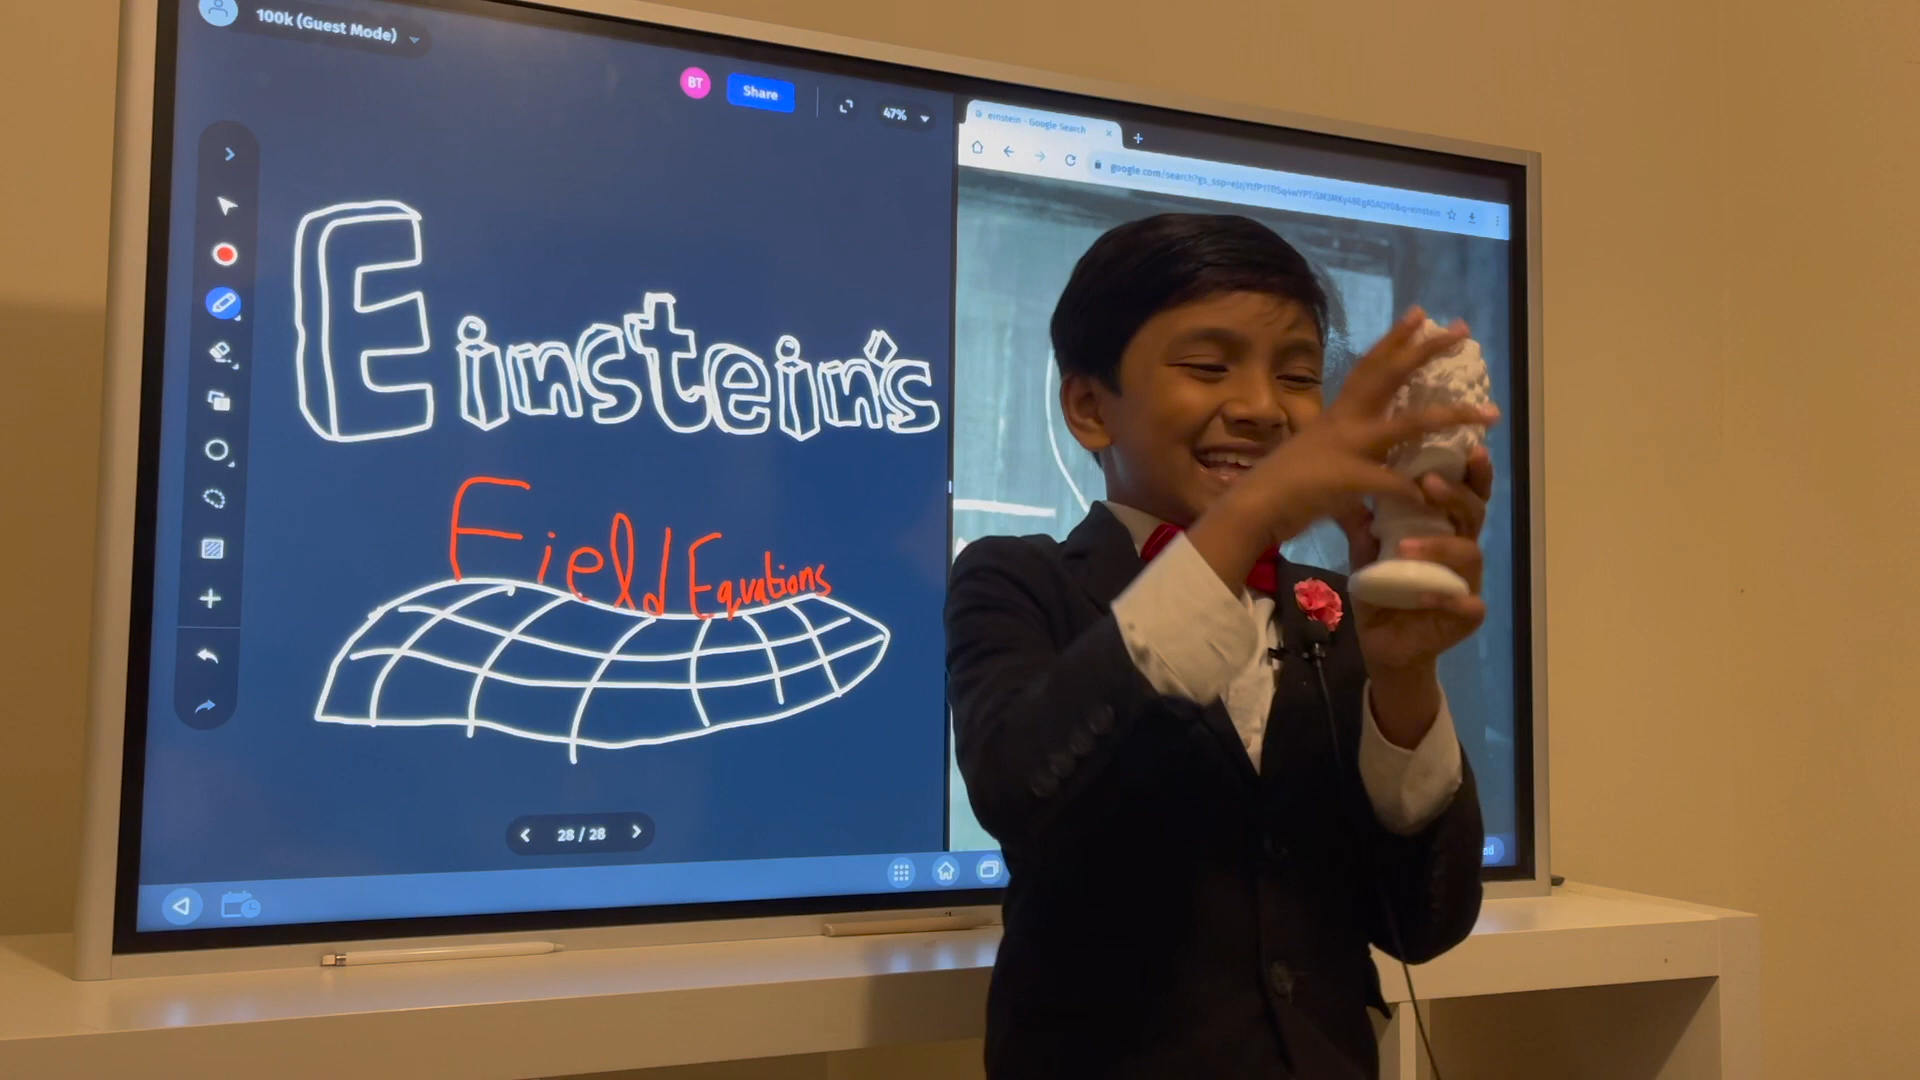 100k (Guest Mode)
BT
Share
47%
einstein - Google Search
Einstein's
Field Equations
28 / 28